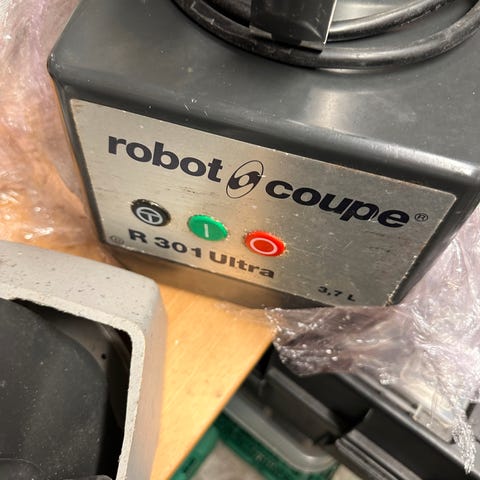 robot coupe®
R 301 Ultra
3,7 L